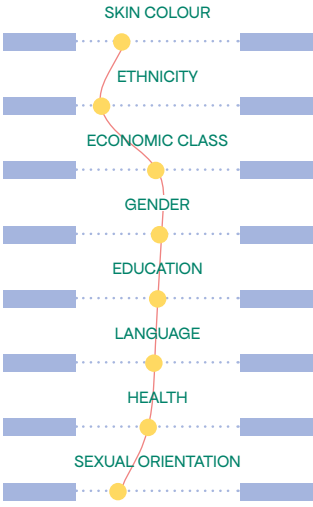 SKIN COLOUR
ETHNICITY
ECONOMIC CLASS
GENDER
EDUCATION
LANGUAGE
HEALTH
SEXUAL ORIENTATION